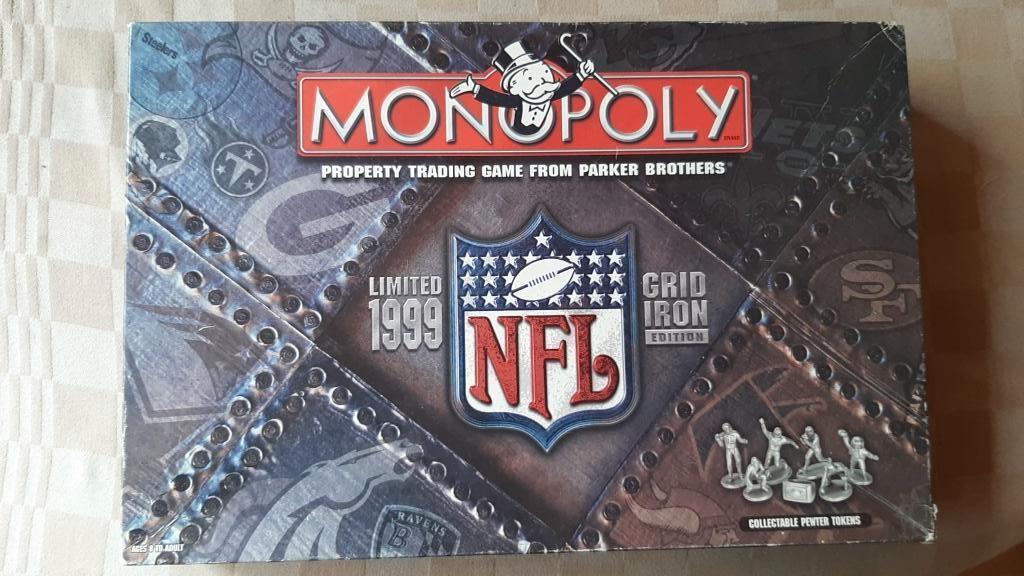 Steelers
MONOPOLY
BRAND
PROPERTY TRADING GAME FROM PARKER BROTHERS
JETS
LIMITED
1999
NFL
GRID
IRON
EDITION
G
SF
RAVENS
B
COLLECTABLE PEWTER TOKENS
AGES 8 TO ADULT